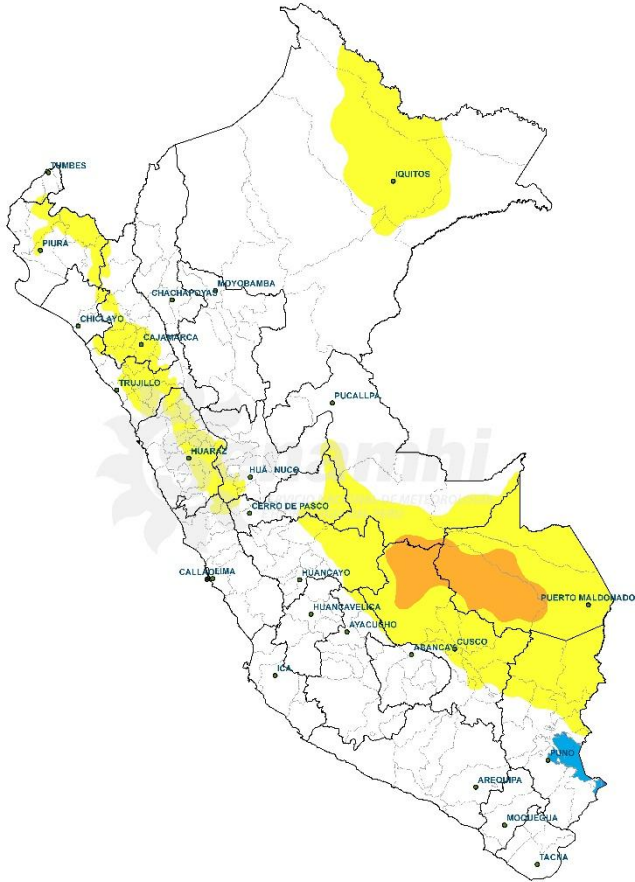 TUMBES
IQUITOS
PIURA
MOYOBAMBA
CHACHAPOYAS
CHICLAYO
CAJAMARCA
TRUJILLO
PUCALLPA
HUARAZ
HUÁ NUCO
CERRO DE PASCO
CALLAO LIMA
HUANCAYO
PUERTO MALDONADO
HUANCAVELICA
AYACUCHO
CUSCO
ABANCAY
ICA
PUNO
AREQUIPA
MOQUEGUA
TACNA